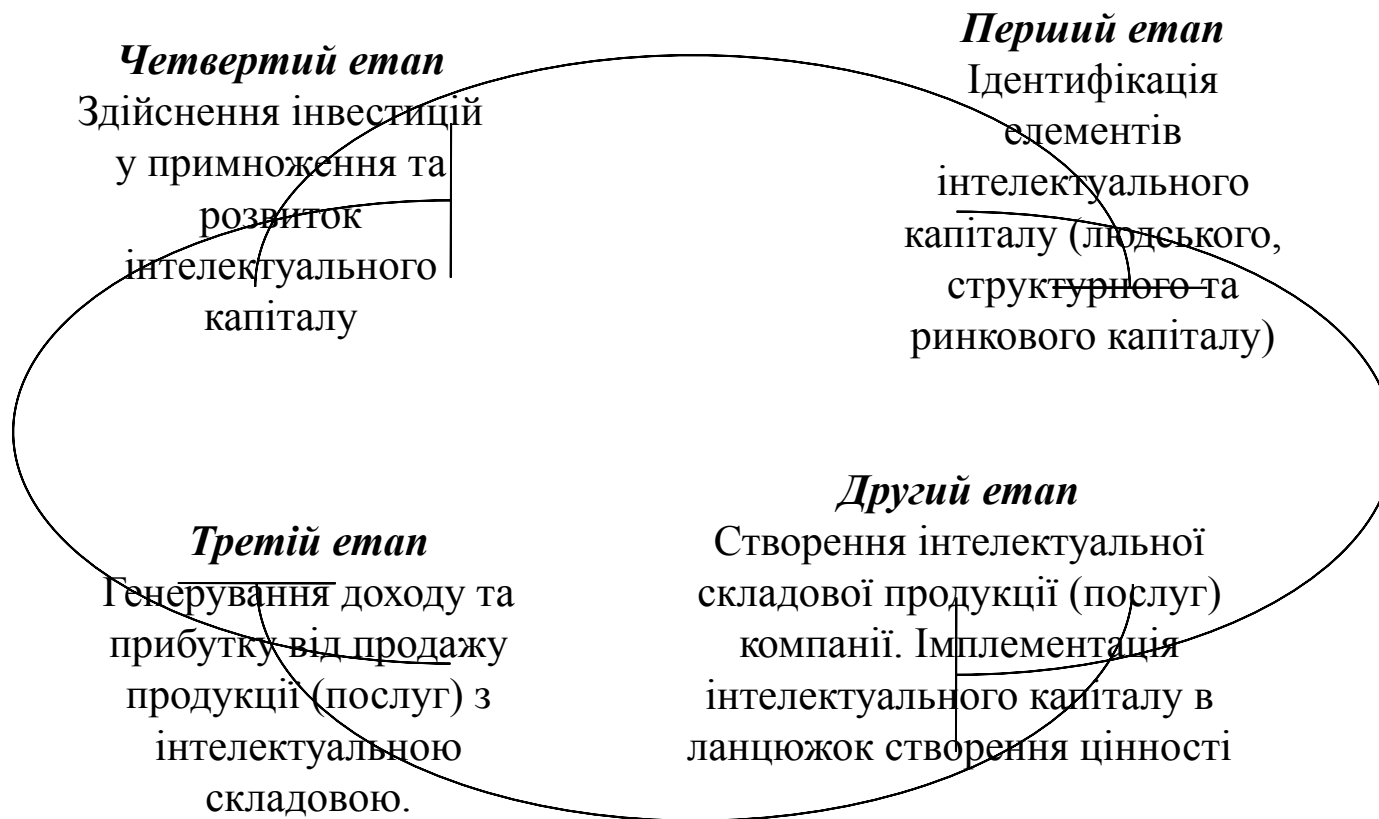 Четвертий етап
Здійснення інвестицій
у примноження та
розвиток
інтелектуального
капіталу
Перший етап
Ідентифікація
елементів
інтелектуального
капіталу (людського,
структурного та
ринкового капіталу)
Третій етап
Генерування доходу та
прибутку від продажу
продукції (послуг) з
інтелектуальною
складовою.
Другий етап
Створення інтелектуальної
складової продукції (послуг)
компанії. Імплементація
інтелектуального капіталу в
ланцюжок створення цінності